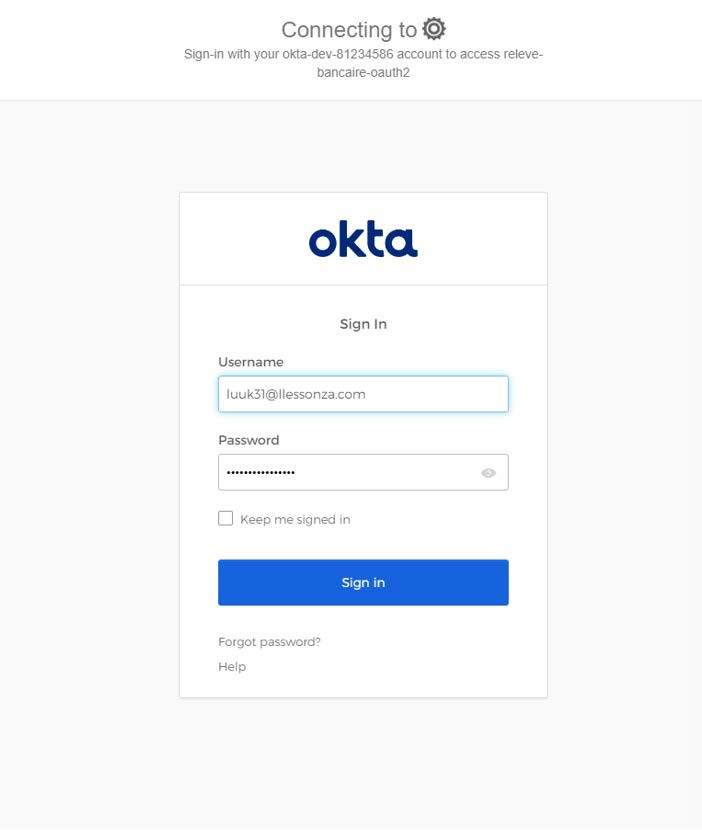 Connecting to
Sign-in with your okta-dev-81234586 account to access releve-
bancaire-oauth2
okta
Sign In
Username
luuk31@llessonza.com
Password
••••••••••••••••
Keep me signed in
Sign in
Forgot password?
Help